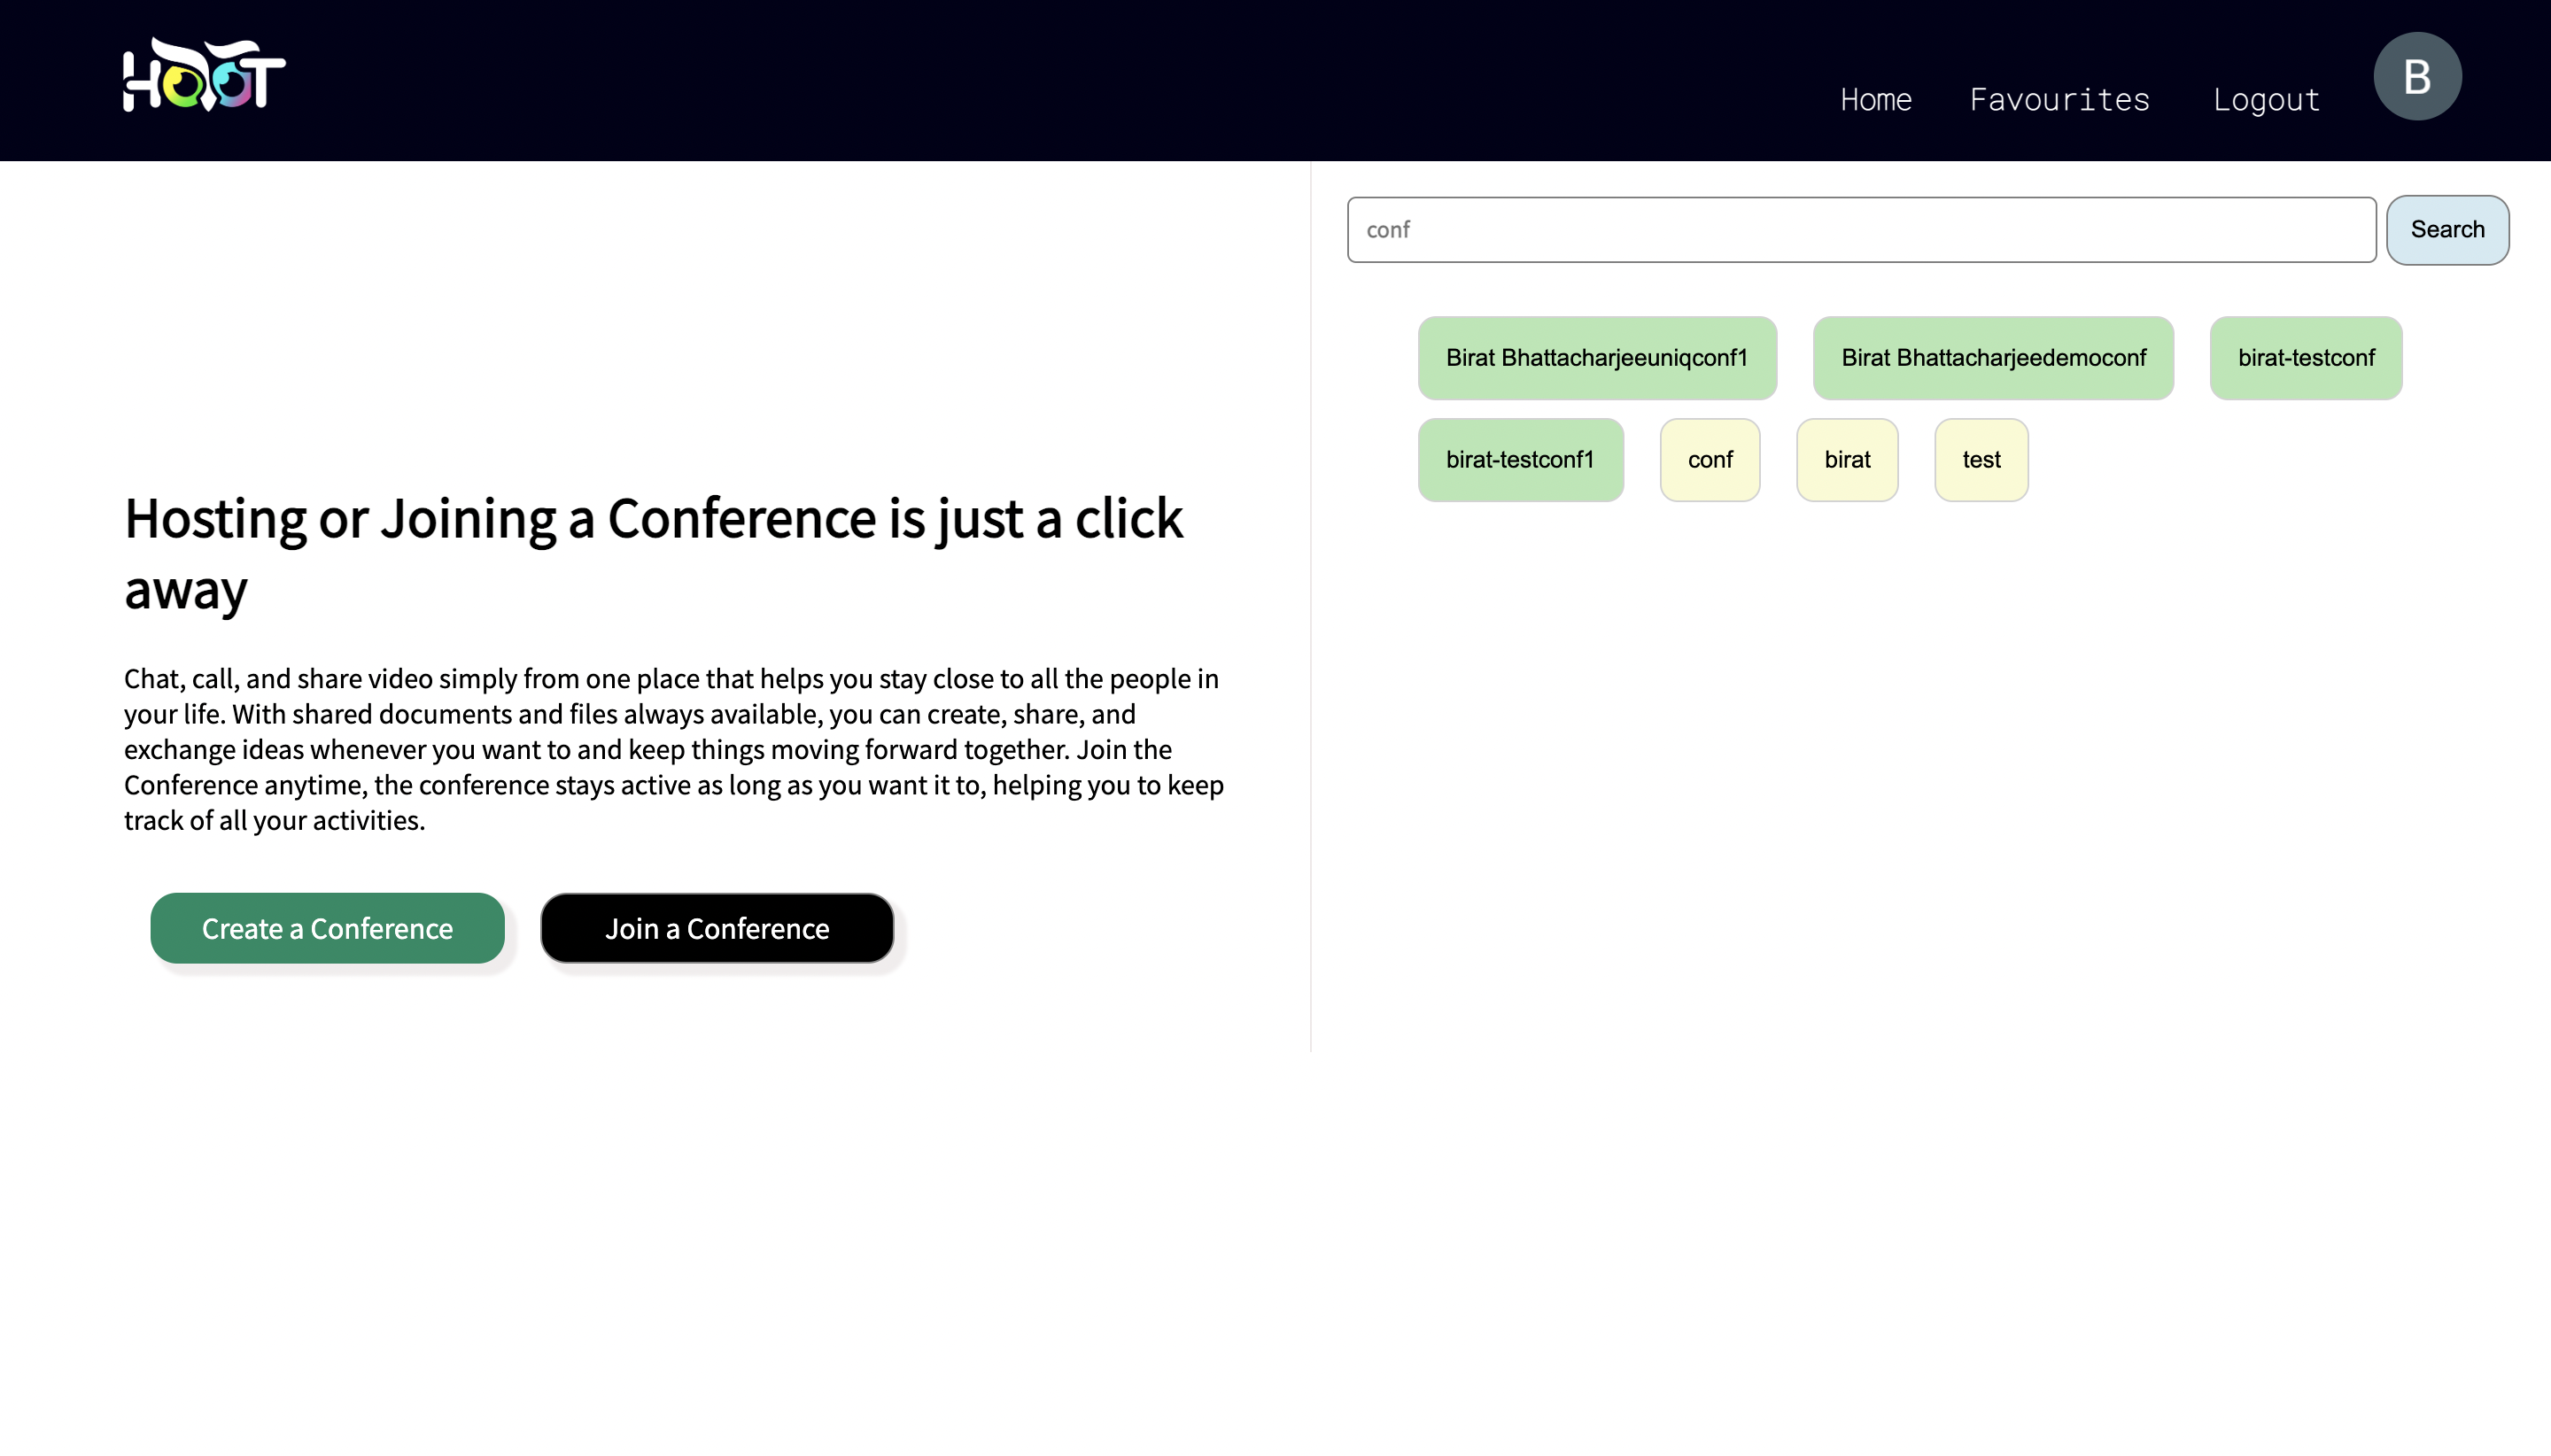 HOOT
Home Favourites Logout B
conf Search
Birat Bhattacharjeeuniqconf1 Birat Bhattacharjeedemoconf birat-testconf
birat-testconf1 conf birat test
Hosting or Joining a Conference is just a click
away
Chat, call, and share video simply from one place that helps you stay close to all the people in
your life. With shared documents and files always available, you can create, share, and
exchange ideas whenever you want to and keep things moving forward together. Join the
Conference anytime, the conference stays active as long as you want it to, helping you to keep
track of all your activities.
Create a Conference Join a Conference